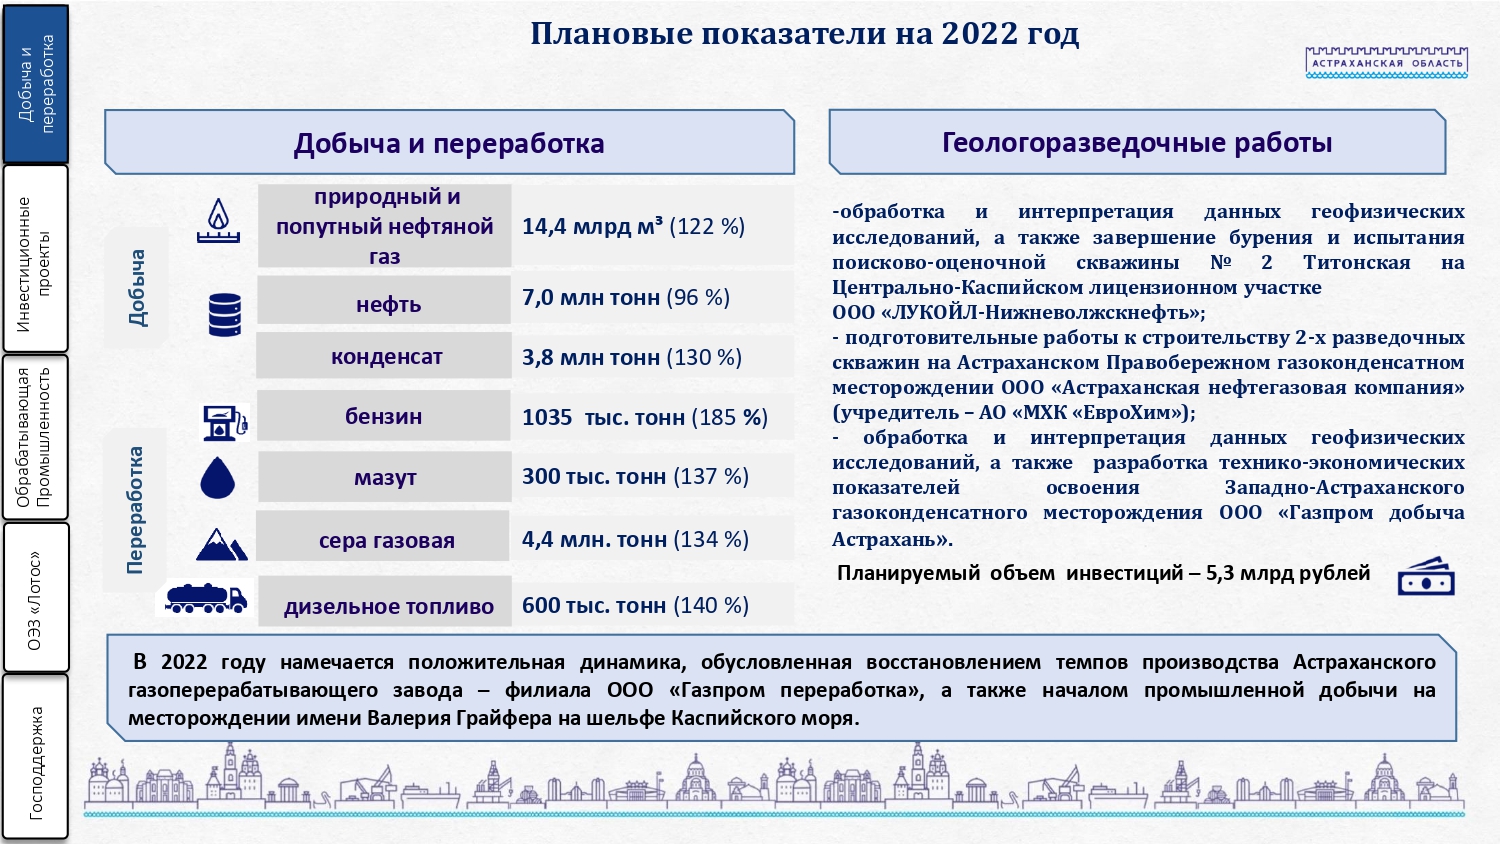 Плановые показатели на 2022 год
АСТРАХАНСКАЯ ОБЛАСТЬ
Добыча и
переработка
Инвестиционные
проекты
Обрабатывающая
Промышленность
ОЭЗ «Лотос»
Господдержка
Добыча и переработка
Добыча
природный и
попутный нефтяной
газ
14,4 млрд м³ (122 %)
нефть
7,0 млн тонн (96 %)
конденсат
3,8 млн тонн (130 %)
Переработка
бензин
1035 тыс. тонн (185 %)
мазут
300 тыс. тонн (137 %)
сера газовая
4,4 млн. тонн (134 %)
дизельное топливо
600 тыс. тонн (140 %)
Геологоразведочные работы
-обработка и интерпретация данных геофизических
исследований, а также завершение бурения и испытания
поисково-оценочной скважины № 2 Титонская на
Центрально-Каспийском лицензионном участке
ООО «ЛУКОЙЛ-Нижневолжскнефть»;
- подготовительные работы к строительству 2-х разведочных
скважин на Астраханском Правобережном газоконденсатном
месторождении ООО «Астраханская нефтегазовая компания»
(учредитель – АО «МХК «ЕвроХим»);
- обработка и интерпретация данных геофизических
исследований, а также разработка технико-экономических
показателей освоения Западно-Астраханского
газоконденсатного месторождения ООО «Газпром добыча
Астрахань».
Планируемый объем инвестиций – 5,3 млрд рублей
В 2022 году намечается положительная динамика, обусловленная восстановлением темпов производства Астраханского
газоперерабатывающего завода – филиала ООО «Газпром переработка», а также началом промышленной добычи на
месторождении имени Валерия Грайфера на шельфе Каспийского моря.